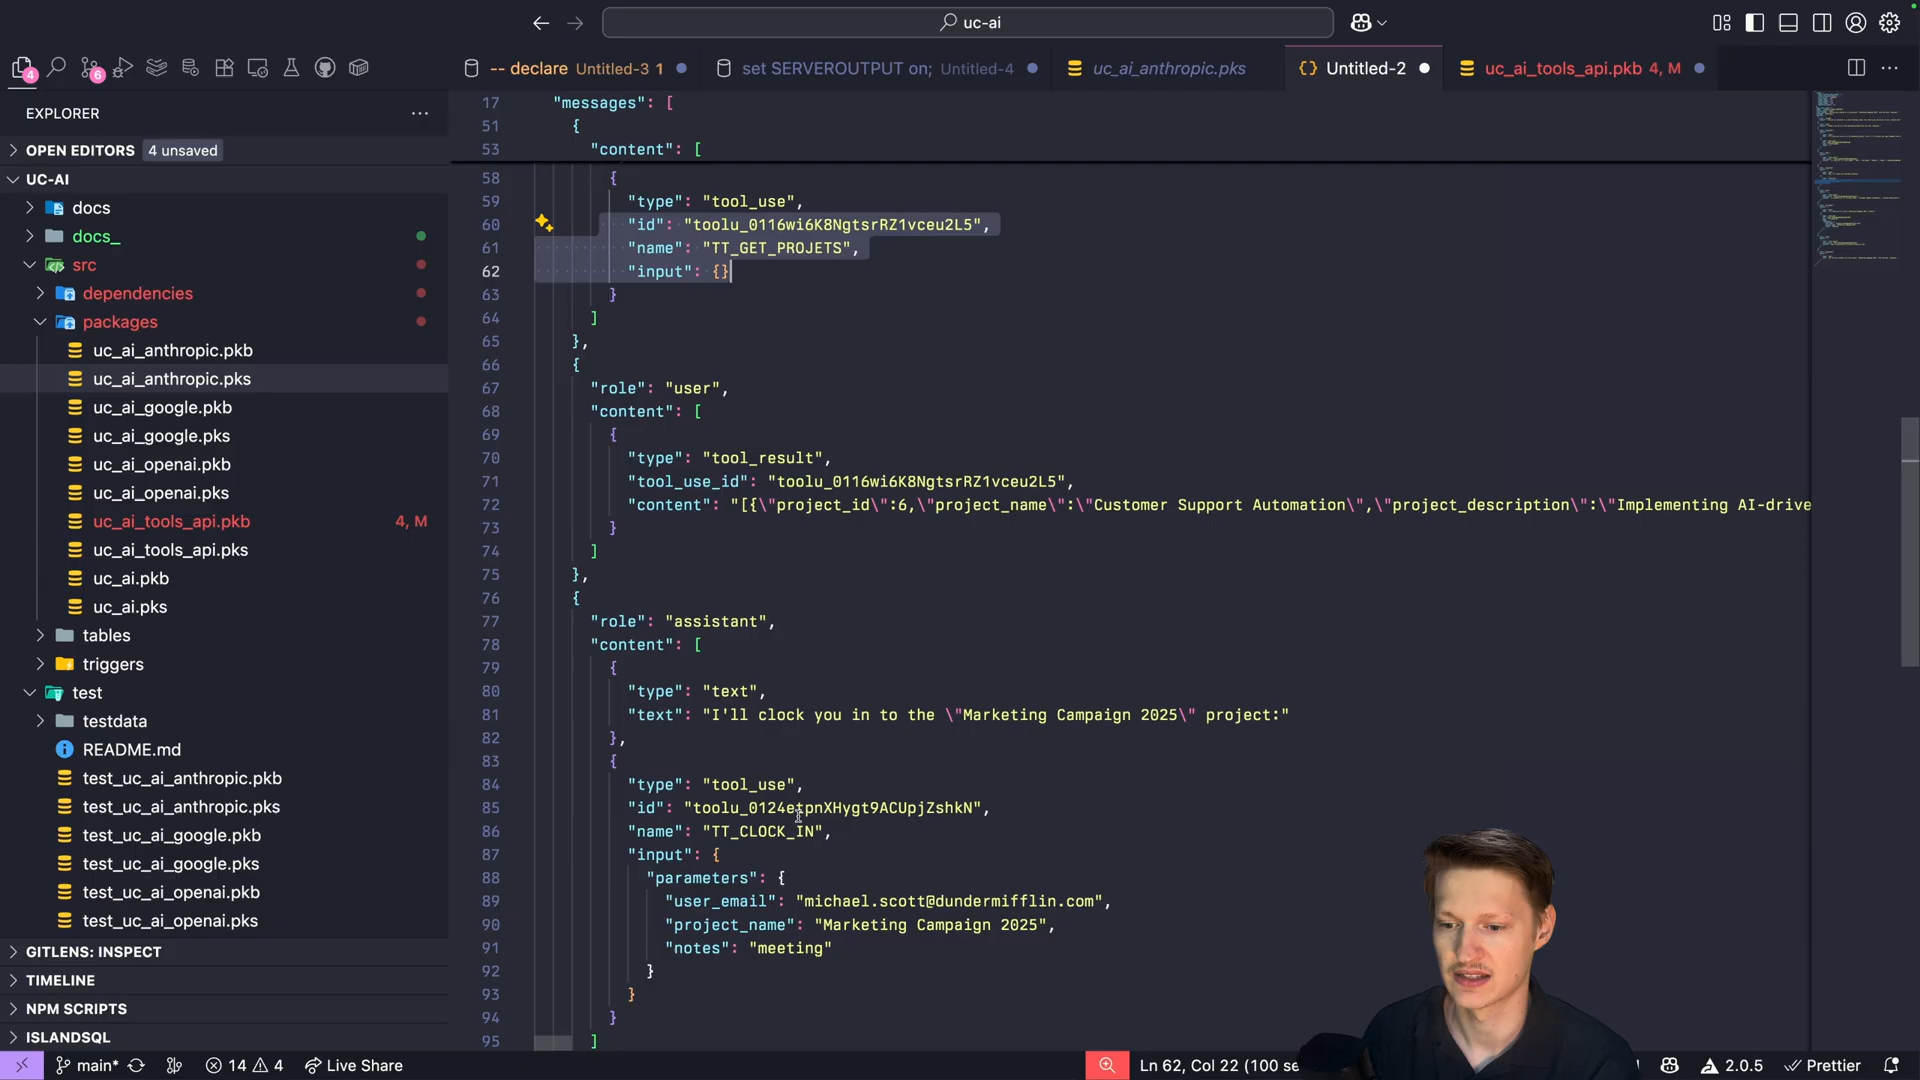 uc-ai
4
6
-- declare Untitled-3 1
set SERVEROUTPUT on; Untitled-4
uc_ai_anthropic.pks
{} Untitled-2
uc_ai_tools_api.pkb 4, M
EXPLORER
OPEN EDITORS 4 unsaved
UC-AI
docs
docs_
src
dependencies
packages
uc_ai_anthropic.pkb
uc_ai_anthropic.pks
uc_ai_google.pkb
uc_ai_google.pks
uc_ai_openai.pkb
uc_ai_openai.pks
uc_ai_tools_api.pkb 4, M
uc_ai_tools_api.pks
uc_ai.pkb
uc_ai.pks
tables
triggers
test
testdata
README.md
test_uc_ai_anthropic.pkb
test_uc_ai_anthropic.pks
test_uc_ai_google.pkb
test_uc_ai_google.pks
test_uc_ai_openai.pkb
test_uc_ai_openai.pks
GITLENS: INSPECT
TIMELINE
NPM SCRIPTS
ISLANDSQL
17 "messages": [
51 {
53 "content": [
58 {
59 "type": "tool_use",
60 "id": "toolu_0116wi6K8NgtsrRZ1vceu2L5",
61 "name": "TT_GET_PROJETS",
62 "input": {}
63 }
64 ]
65 },
66 {
67 "role": "user",
68 "content": [
69 {
70 "type": "tool_result",
71 "tool_use_id": "toolu_0116wi6K8NgtsrRZ1vceu2L5",
72 "content": "[{\"project_id\":6,\"project_name\":\"Customer Support Automation\",\"project_description\":\"Implementing AI-drive
73 }
74 ]
75 },
76 {
77 "role": "assistant",
78 "content": [
79 {
80 "type": "text",
81 "text": "I'll clock you in to the \"Marketing Campaign 2025\" project:"
82 },
83 {
84 "type": "tool_use",
85 "id": "toolu_0124etpnXHygt9ACUpjZshkN",
86 "name": "TT_CLOCK_IN",
87 "input": {
88 "parameters": {
89 "user_email": "michael.scott@dundermifflin.com",
90 "project_name": "Marketing Campaign 2025",
91 "notes": "meeting"
92 }
93 }
94 }
95 ]
main* 14 4 Live Share
Ln 62, Col 22 (100 se
2.0.5 Prettier